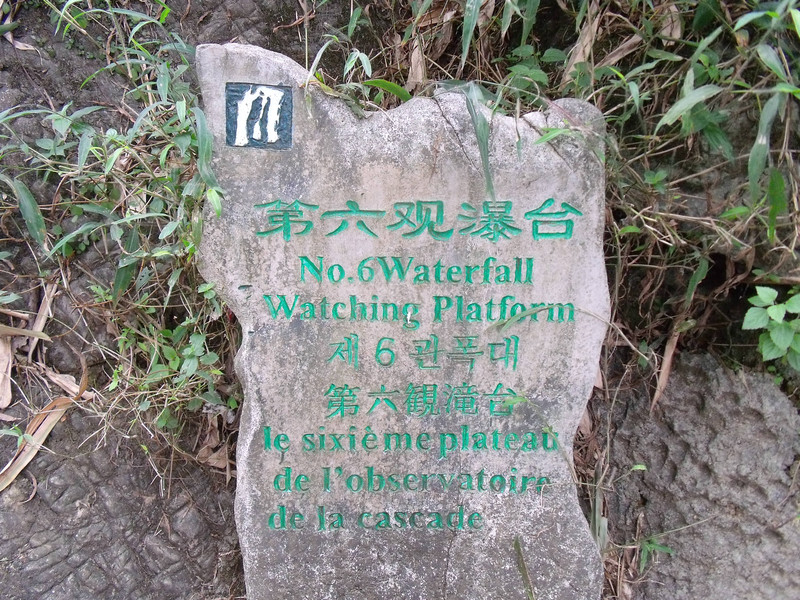 第六观瀑台
No.6Waterfall
Watching Platform
제6관폭대
第六観滝台
le sixième plateau
de l'observatoire
de la cascade